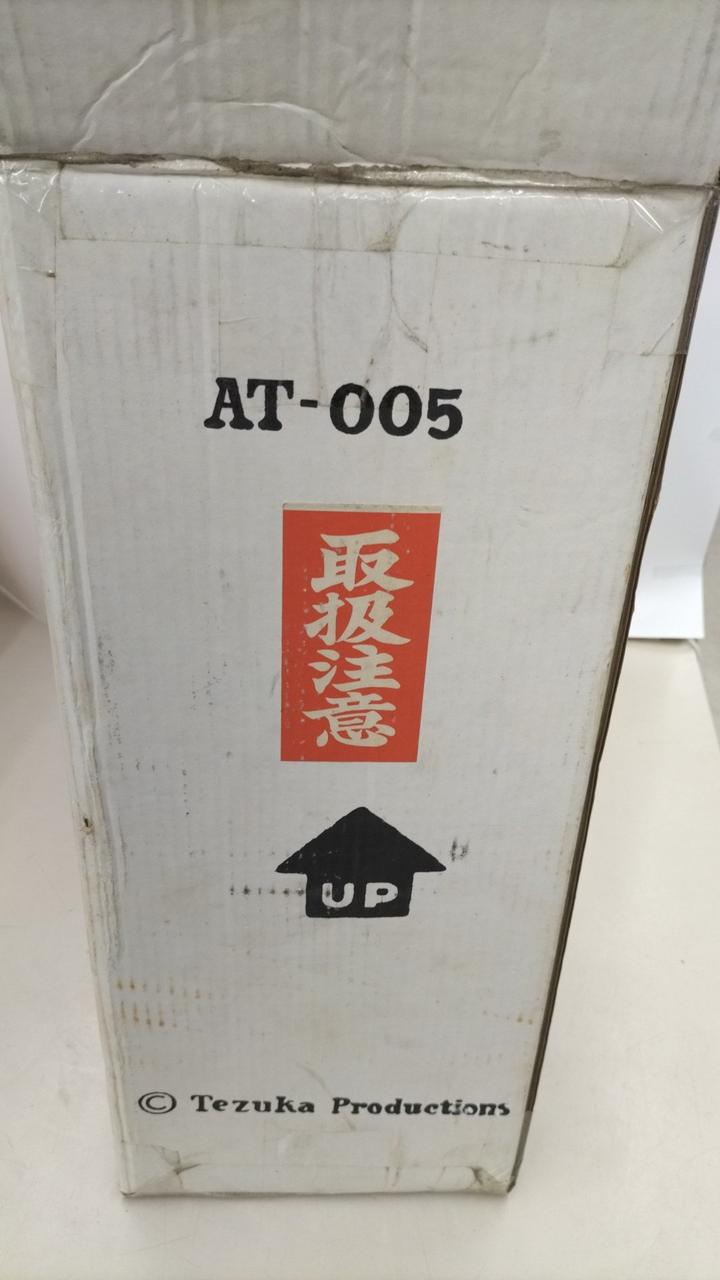 AT-005
取扱注意
UP
© Tezuka Productions